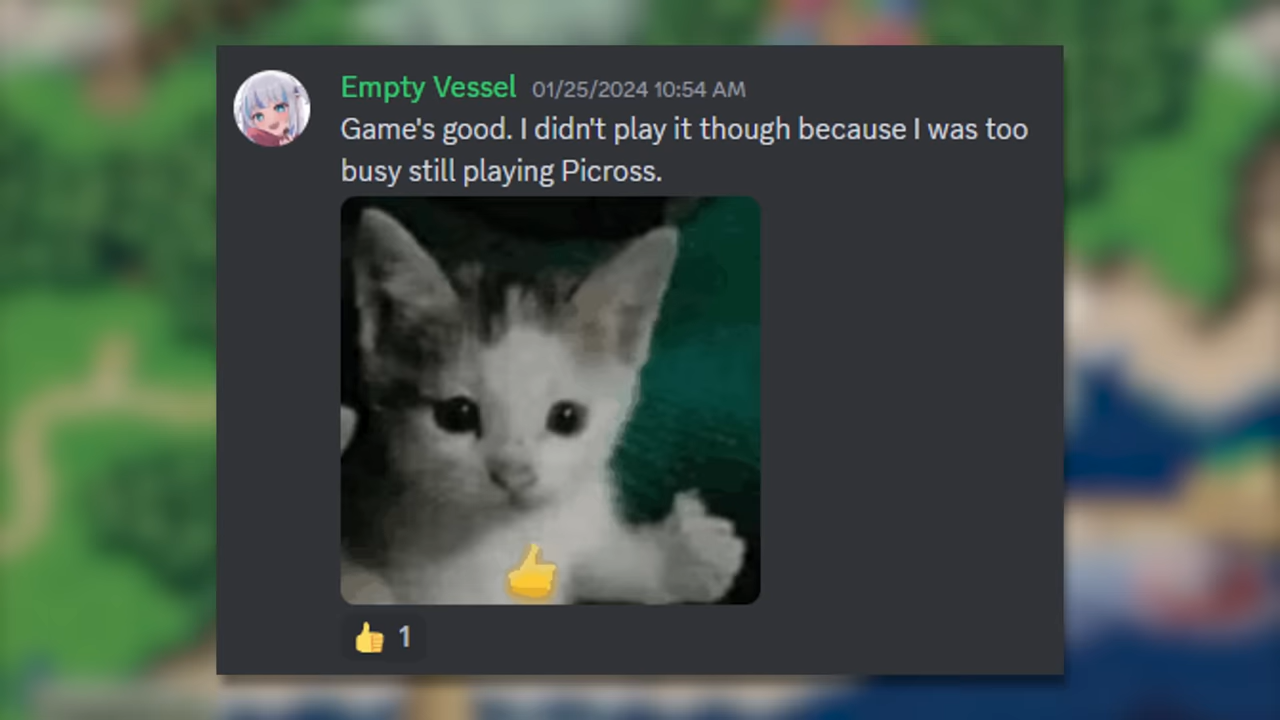 Empty Vessel 01/25/2024 10:54 AM
Game's good. I didn't play it though because I was too
busy still playing Picross.
1